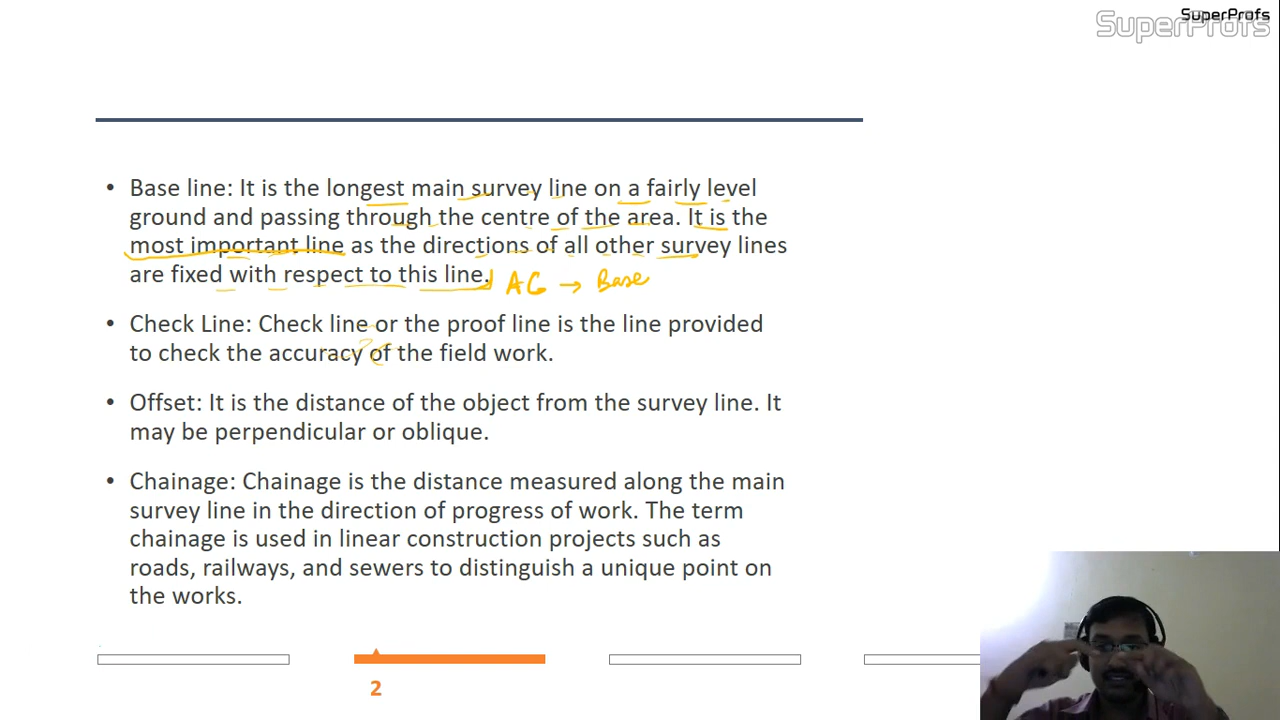 SuperProfs
SuperProfs
• Base line: It is the longest main survey line on a fairly level
ground and passing through the centre of the area. It is the
most important line as the directions of all other survey lines
are fixed with respect to this line. AG → Base
• Check Line: Check line or the proof line is the line provided
to check the accuracy of the field work.
• Offset: It is the distance of the object from the survey line. It
may be perpendicular or oblique.
• Chainage: Chainage is the distance measured along the main
survey line in the direction of progress of work. The term
chainage is used in linear construction projects such as
roads, railways, and sewers to distinguish a unique point on
the works.
2